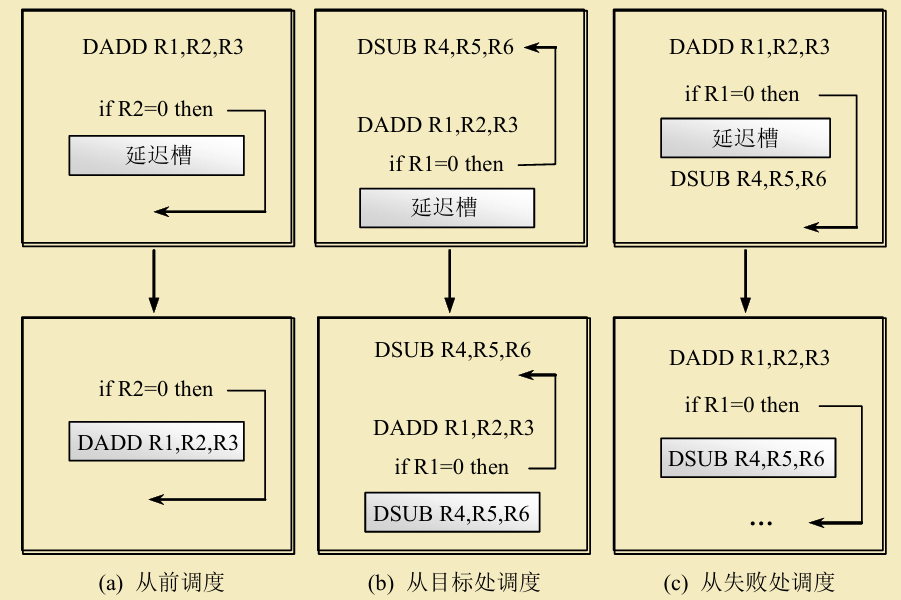 DADD R1,R2,R3
if R2=0 then
延迟槽
DSUB R4,R5,R6
DADD R1,R2,R3
if R1=0 then
延迟槽
DADD R1,R2,R3
if R1=0 then
延迟槽
DSUB R4,R5,R6
if R2=0 then
DADD R1,R2,R3
DSUB R4,R5,R6
DADD R1,R2,R3
if R1=0 then
DSUB R4,R5,R6
DADD R1,R2,R3
if R1=0 then
DSUB R4,R5,R6
…
(a) 从前调度
(b) 从目标处调度
(c) 从失败处调度